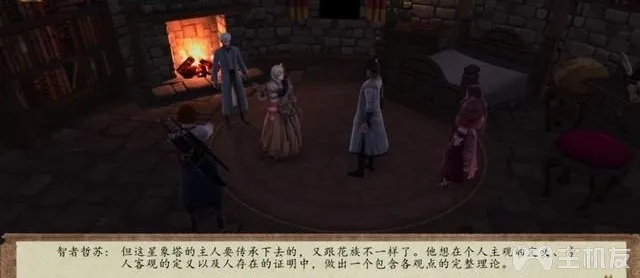 智者哲苏： 但这星象塔的主人要传承下去的，又跟花族不一样了。他想在个人主观的定义、
人客观的定义以及人存在的证明中，做出一个包含各观点的完整理论。
主机友